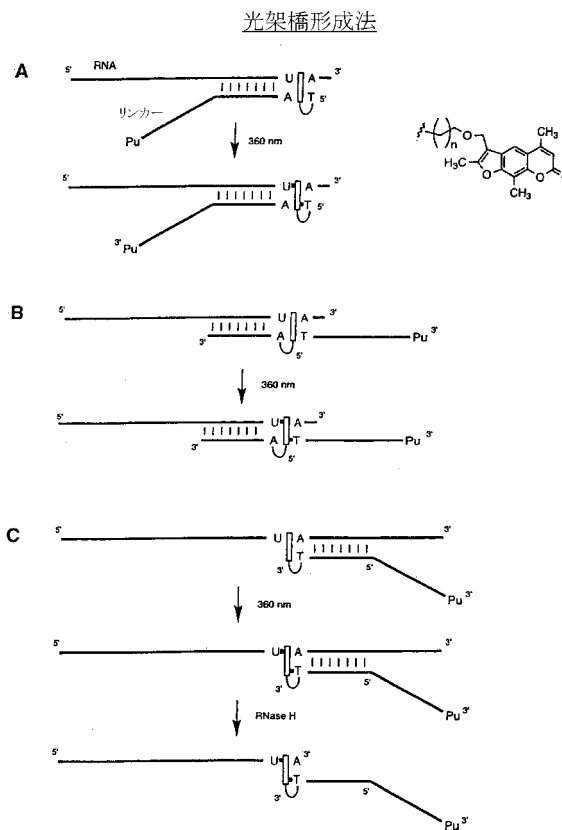 光架橋形成法
A
5' RNA U A 3'
A T 5'
リンカー
Pu
360 nm
5' U A 3'
A T 5'
3' Pu
n
O
CH₃
H₃C
O
O
O
CH₃
B
5' U A 3'
3' A T Pu 3'
5'
360 nm
5' U A 3'
3' A T Pu 3'
5'
C
5' U A 3'
T
3' 5'
Pu 3'
360 nm
5' U A 3'
T
3' 5'
Pu 3'
RNase H
5' U A 3'
T
3' 5'
Pu 3'